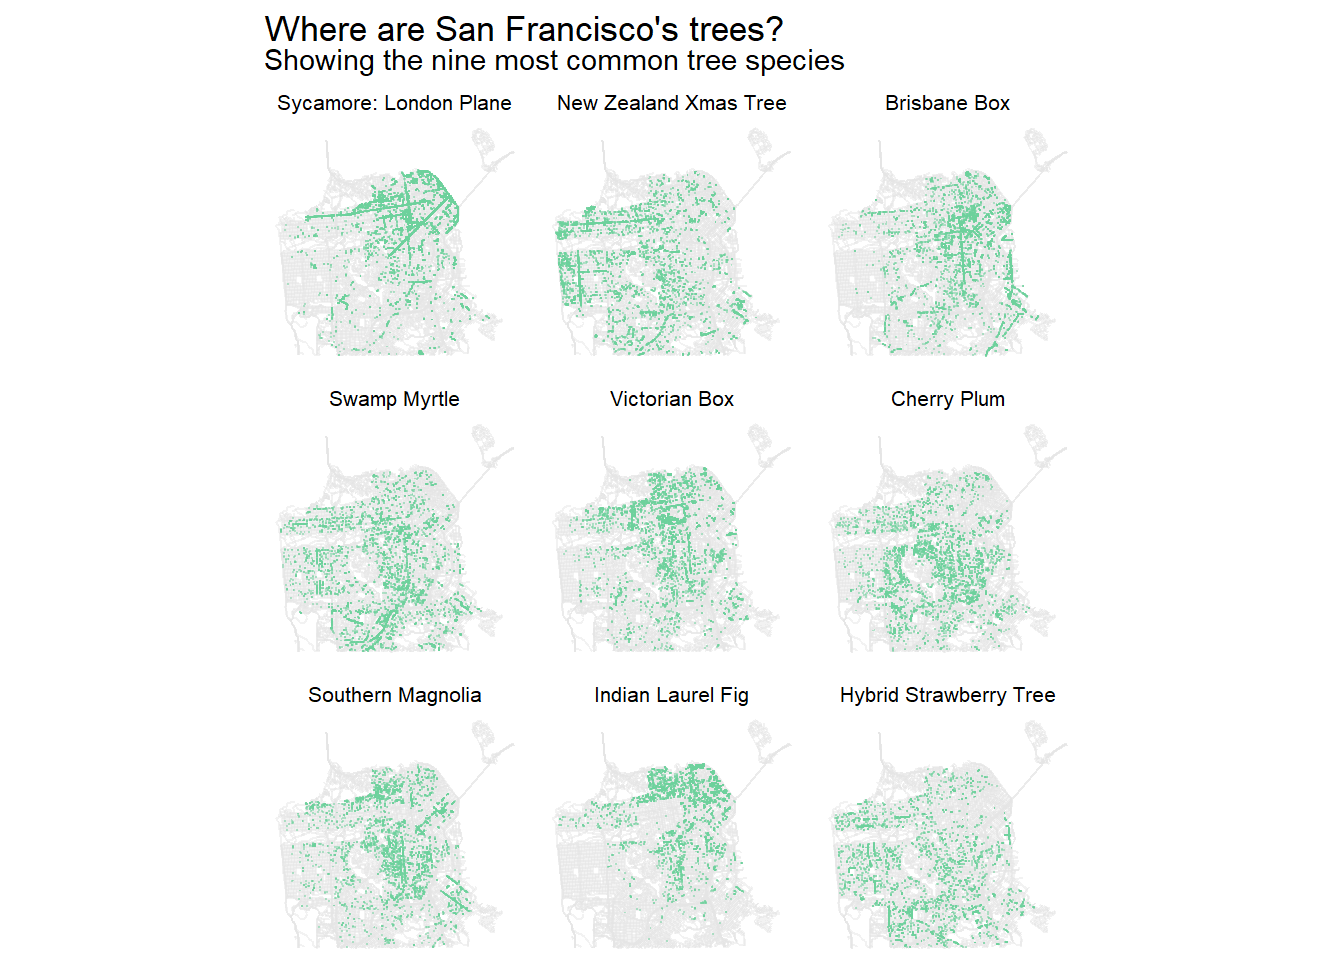 Where are San Francisco's trees?
Showing the nine most common tree species
Sycamore: London Plane
New Zealand Xmas Tree
Brisbane Box
Swamp Myrtle
Victorian Box
Cherry Plum
Southern Magnolia
Indian Laurel Fig
Hybrid Strawberry Tree